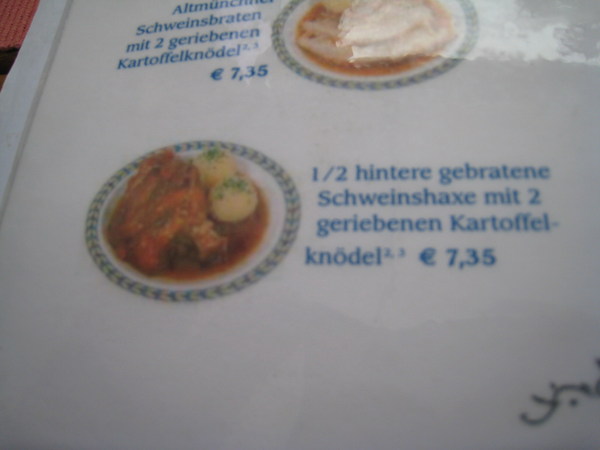 Altmünchner
Schweinsbraten
mit 2 geriebenen
Kartoffelknödel²,³
€ 7,35
1/2 hintere gebratene
Schweinshaxe mit 2
geriebenen Kartoffel-
knödel²,³ € 7,35